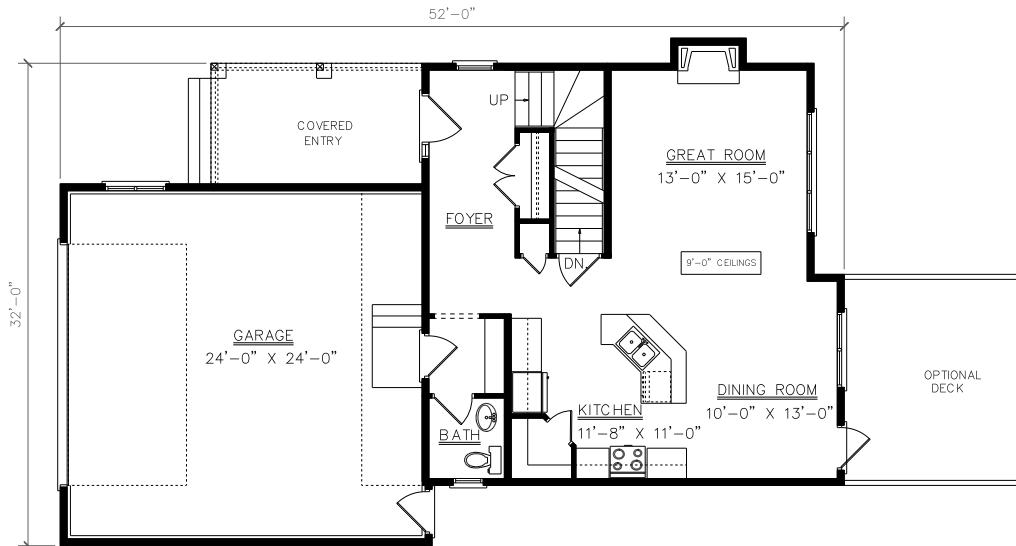 52'-0"
32'-0"
COVERED
ENTRY
UP
GREAT ROOM
13'-0" X 15'-0"
FOYER
9'-0" CEILINGS
DN.
GARAGE
24'-0" X 24'-0"
OPTIONAL
DECK
DINING ROOM
10'-0" X 13'-0"
KITCHEN
11'-8" X 11'-0"
BATH